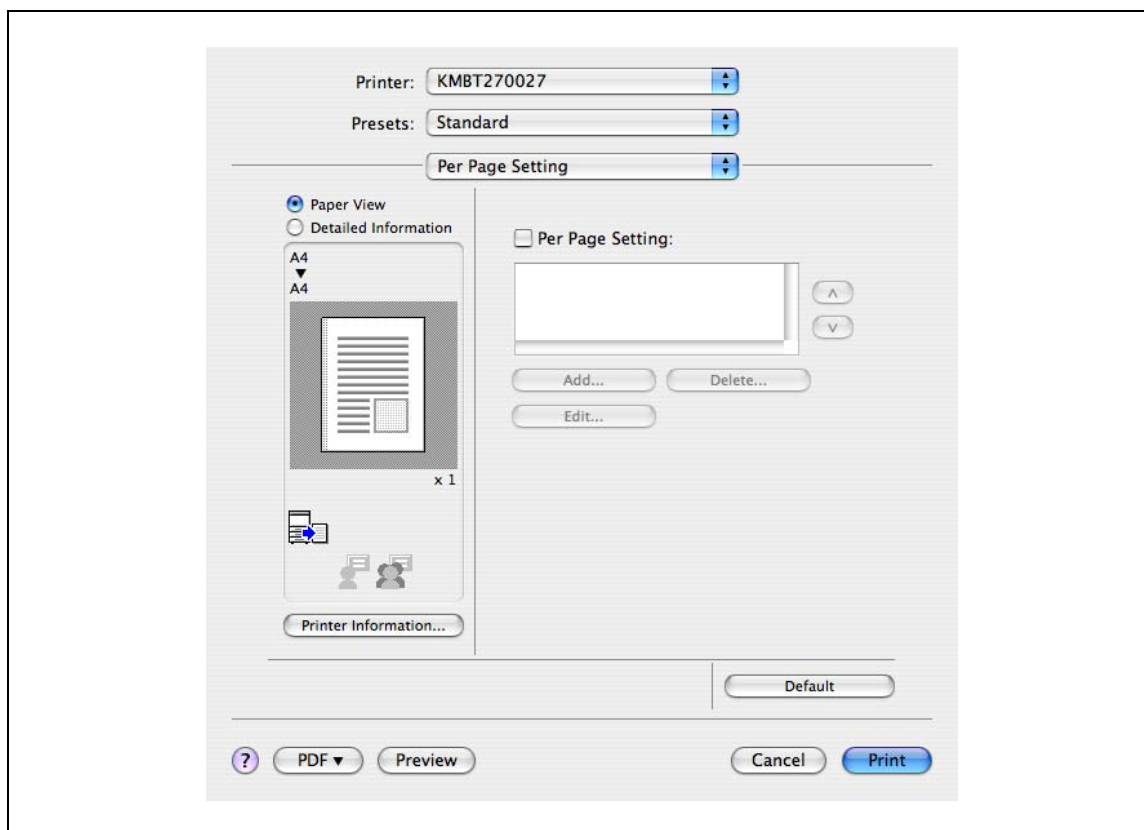 Printer: KMBT270027
Presets: Standard
Per Page Setting
Paper View
Detailed Information
A4
A4
x 1
Printer Information...
Per Page Setting:
Add... Delete...
Edit...
Default
? PDF ▼ Preview Cancel Print